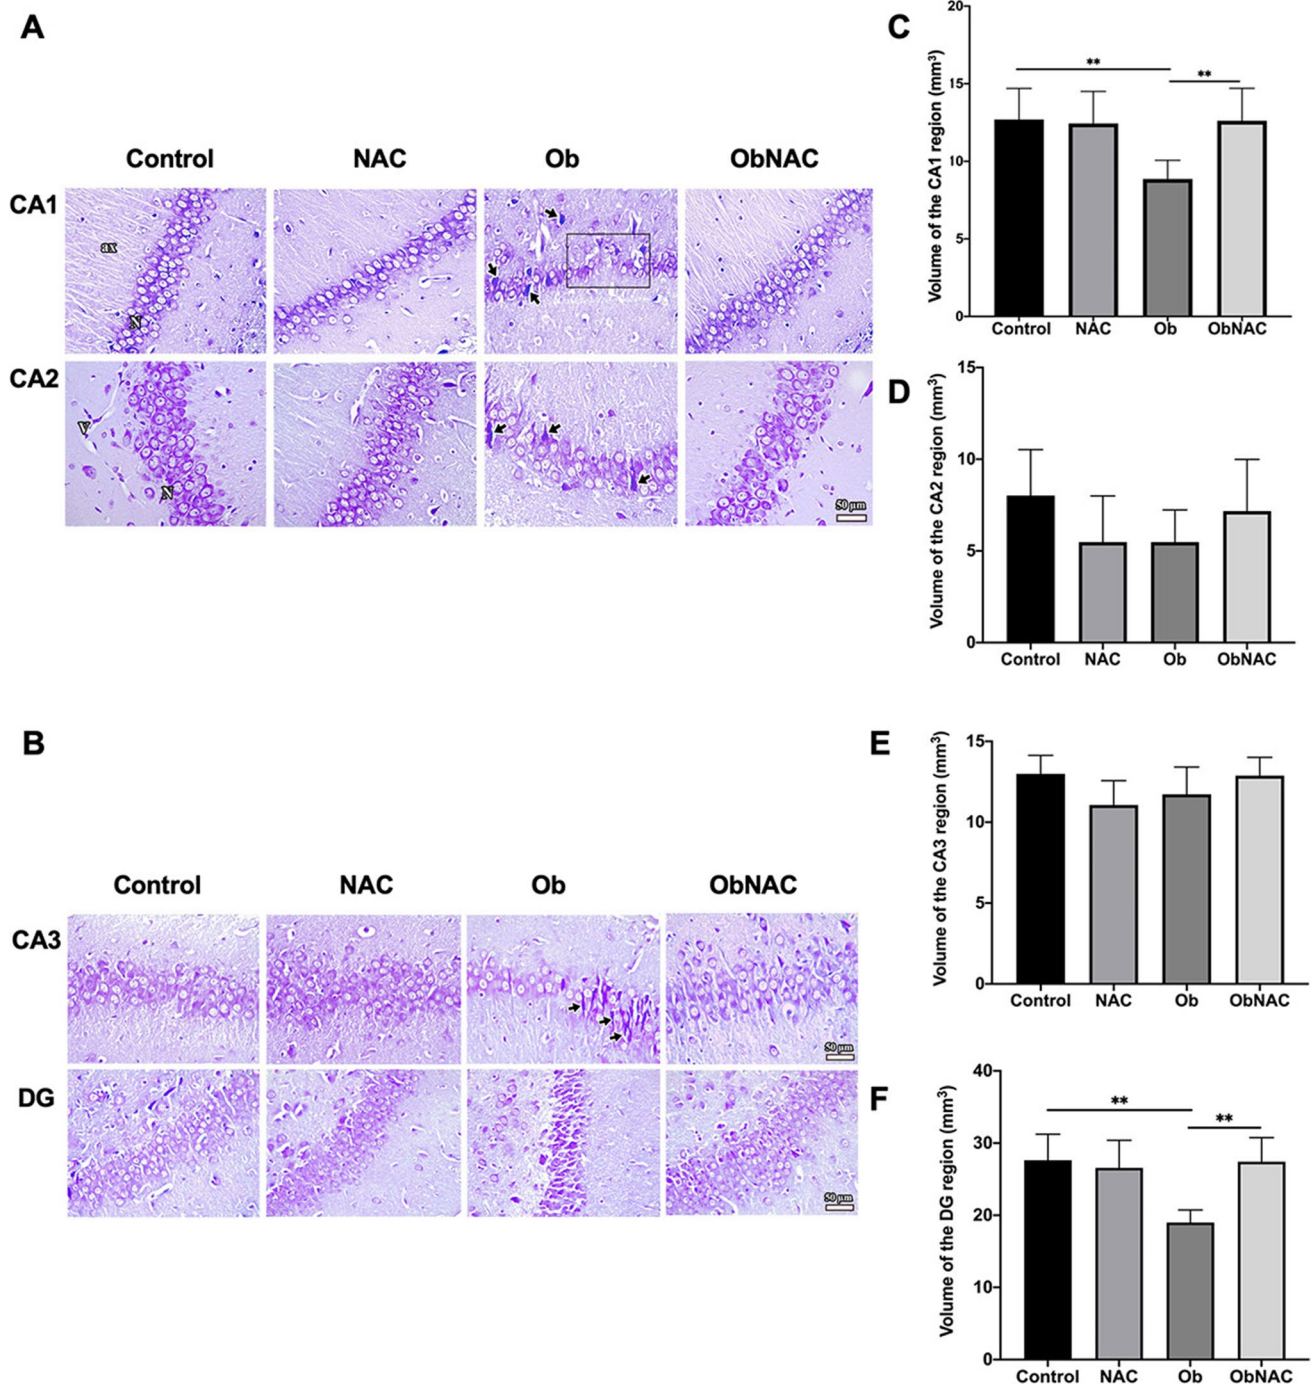 A
Control NAC Ob ObNAC
CA1
ax
N
CA2
V
N
50 µm
B
Control NAC Ob ObNAC
CA3
50 µm
DG
50 µm
C
Volume of the CA1 region (mm³)
20
15
10
5
0
**
**
Control NAC Ob ObNAC
D
Volume of the CA2 region (mm³)
15
10
5
0
Control NAC Ob ObNAC
E
Volume of the CA3 region (mm³)
15
10
5
0
Control NAC Ob ObNAC
F
Volume of the DG region (mm³)
40
30
20
10
0
**
**
Control NAC Ob ObNAC